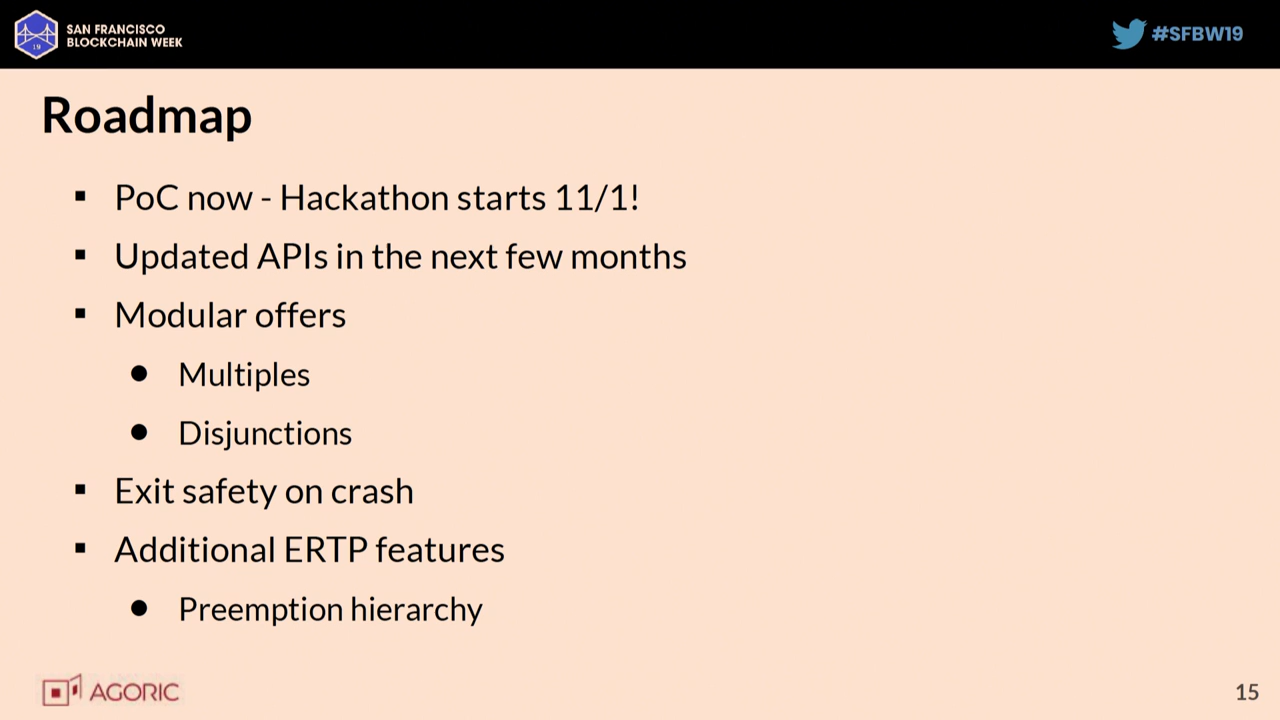 SAN FRANCISCO
BLOCKCHAIN WEEK
19
#SFBW19
Roadmap
▪ PoC now - Hackathon starts 11/1!
▪ Updated APIs in the next few months
▪ Modular offers
● Multiples
● Disjunctions
▪ Exit safety on crash
▪ Additional ERTP features
● Preemption hierarchy
AGORIC
15